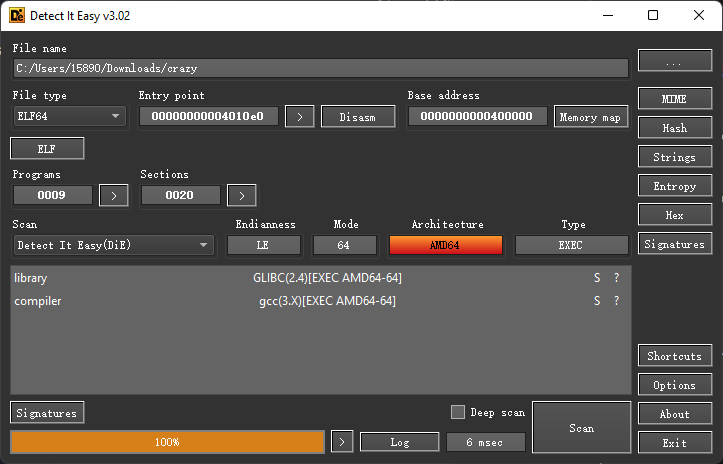 Detect It Easy v3.02
File name
C:/Users/15890/Downloads/crazy
...
File type Entry point Base address
ELF64 00000000004010e0 > Disasm 0000000000400000 Memory map
MIME
Hash
ELF
Strings
Programs Sections
0009 > 0020 >
Entropy
Hex
Scan Endianness Mode Architecture Type
Detect It Easy(DiE) LE 64 AMD64 EXEC
Signatures
library GLIBC(2.4)[EXEC AMD64-64] S ?
compiler gcc(3.X)[EXEC AMD64-64] S ?
Shortcuts
Options
Signatures Deep scan
About
Scan
100% > Log 6 msec
Exit